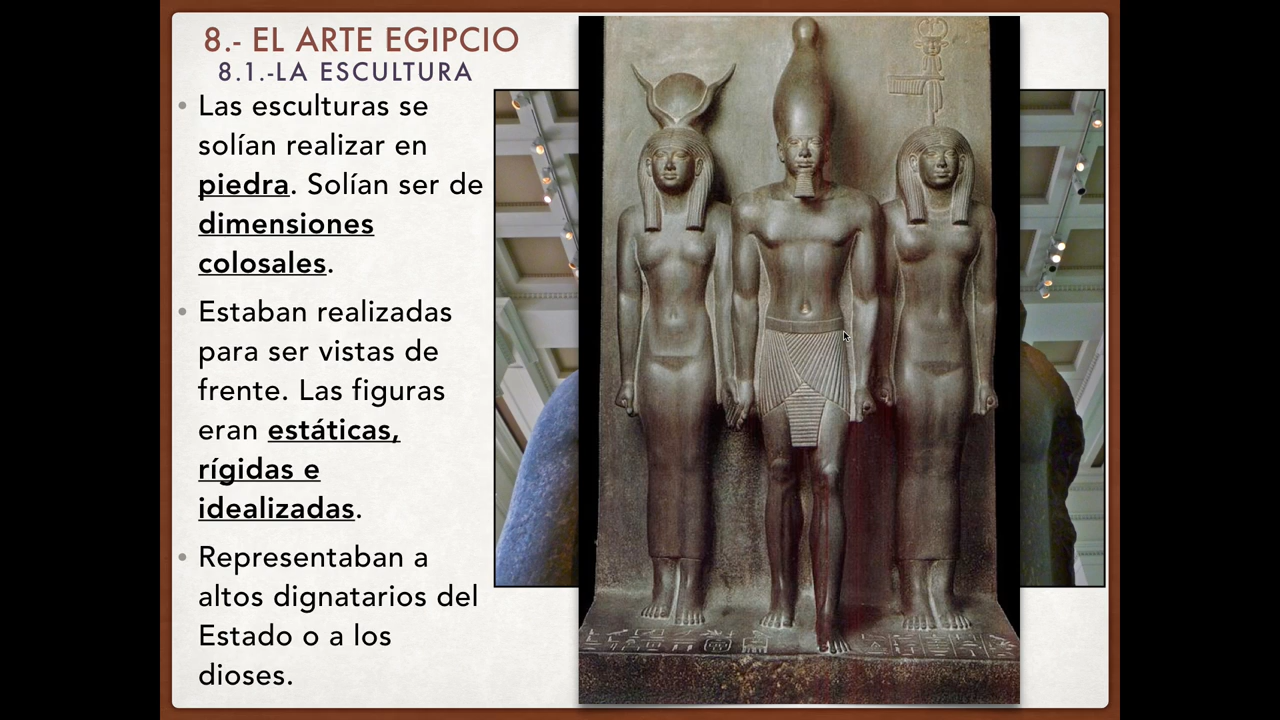 8.- EL ARTE EGIPCIO
8.1.-LA ESCULTURA
• Las esculturas se
solían realizar en
piedra. Solían ser de
dimensiones
colosales.
• Estaban realizadas
para ser vistas de
frente. Las figuras
eran estáticas,
rígidas e
idealizadas.
• Representaban a
altos dignatarios del
Estado o a los
dioses.